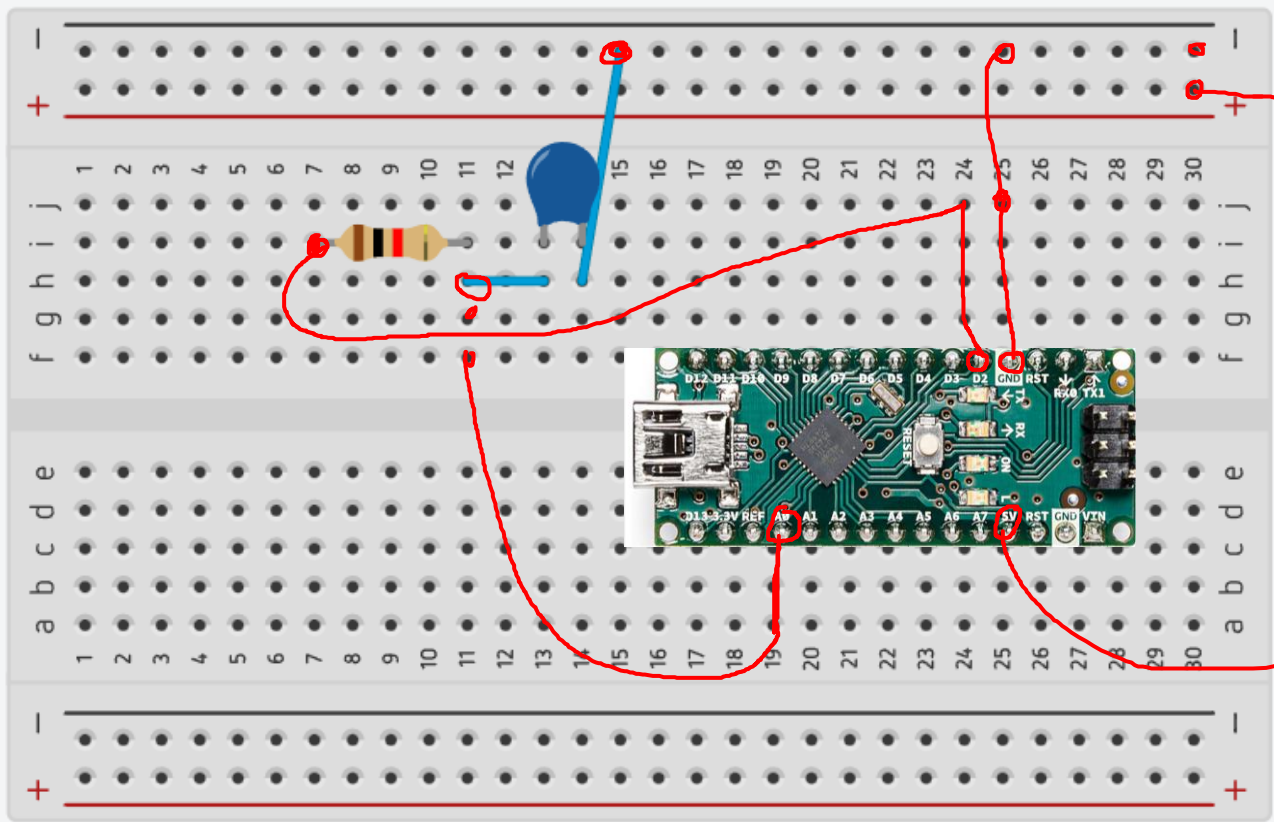 − −
+ +
1 2 3 4 5 6 7 8 9 10 11 12 13 14 15 16 17 18 19 20 21 22 23 24 25 26 27 28 29 30
j j
i i
h h
g g
f f
D12 D11 D10 D9 D8 D7 D6 D5 D4 D3 D2 GND RST RX0 TX1
TX
RX
RESET
ON
L
e e
d d
D13 3.3V REF A0 A1 A2 A3 A4 A5 A6 A7 5V RST GND VIN
c c
b b
a a
1 2 3 4 5 6 7 8 9 10 11 12 13 14 15 16 17 18 19 20 21 22 23 24 25 26 27 28 29 30
− −
+ +